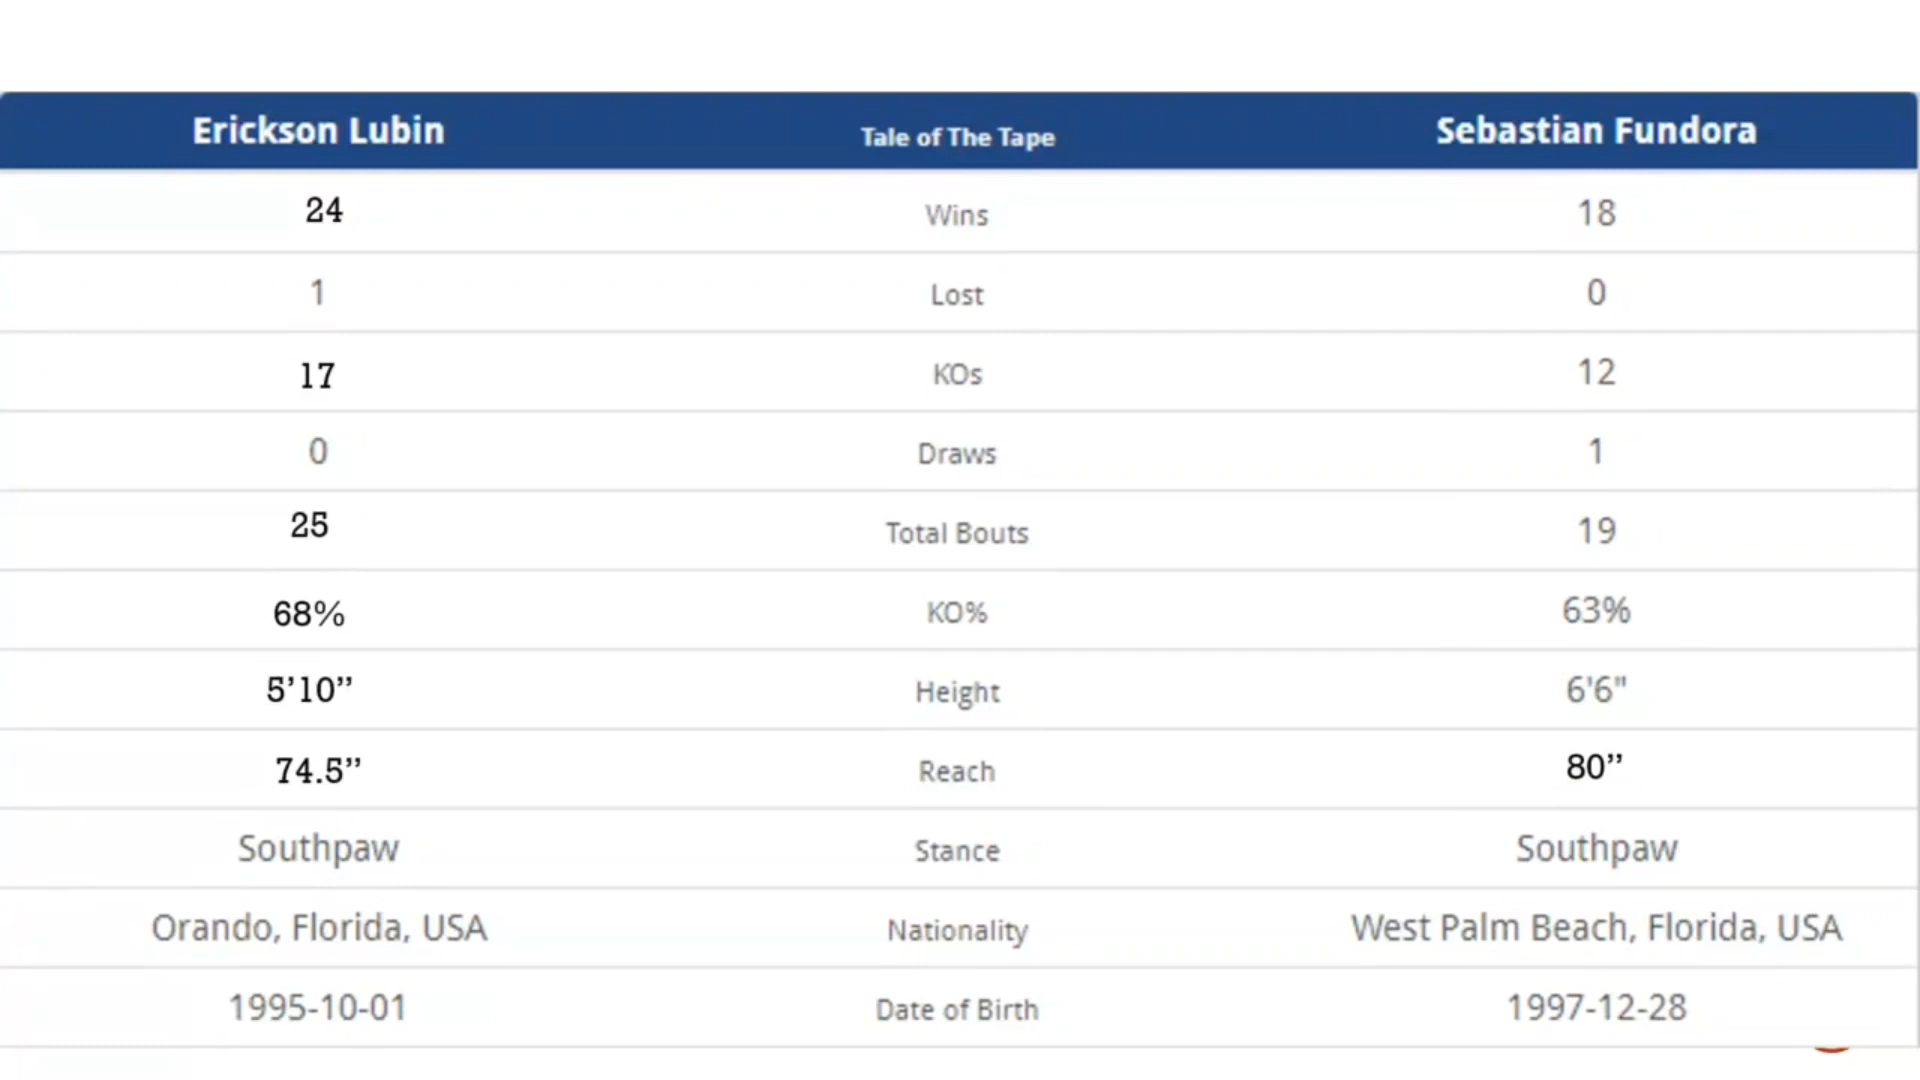 Erickson Lubin Tale of The Tape Sebastian Fundora
24 Wins 18
1 Lost 0
17 KOs 12
0 Draws 1
25 Total Bouts 19
68% KO% 63%
5’10’’ Height 6'6"
74.5’’ Reach 80’’
Southpaw Stance Southpaw
Orando, Florida, USA Nationality West Palm Beach, Florida, USA
1995-10-01 Date of Birth 1997-12-28